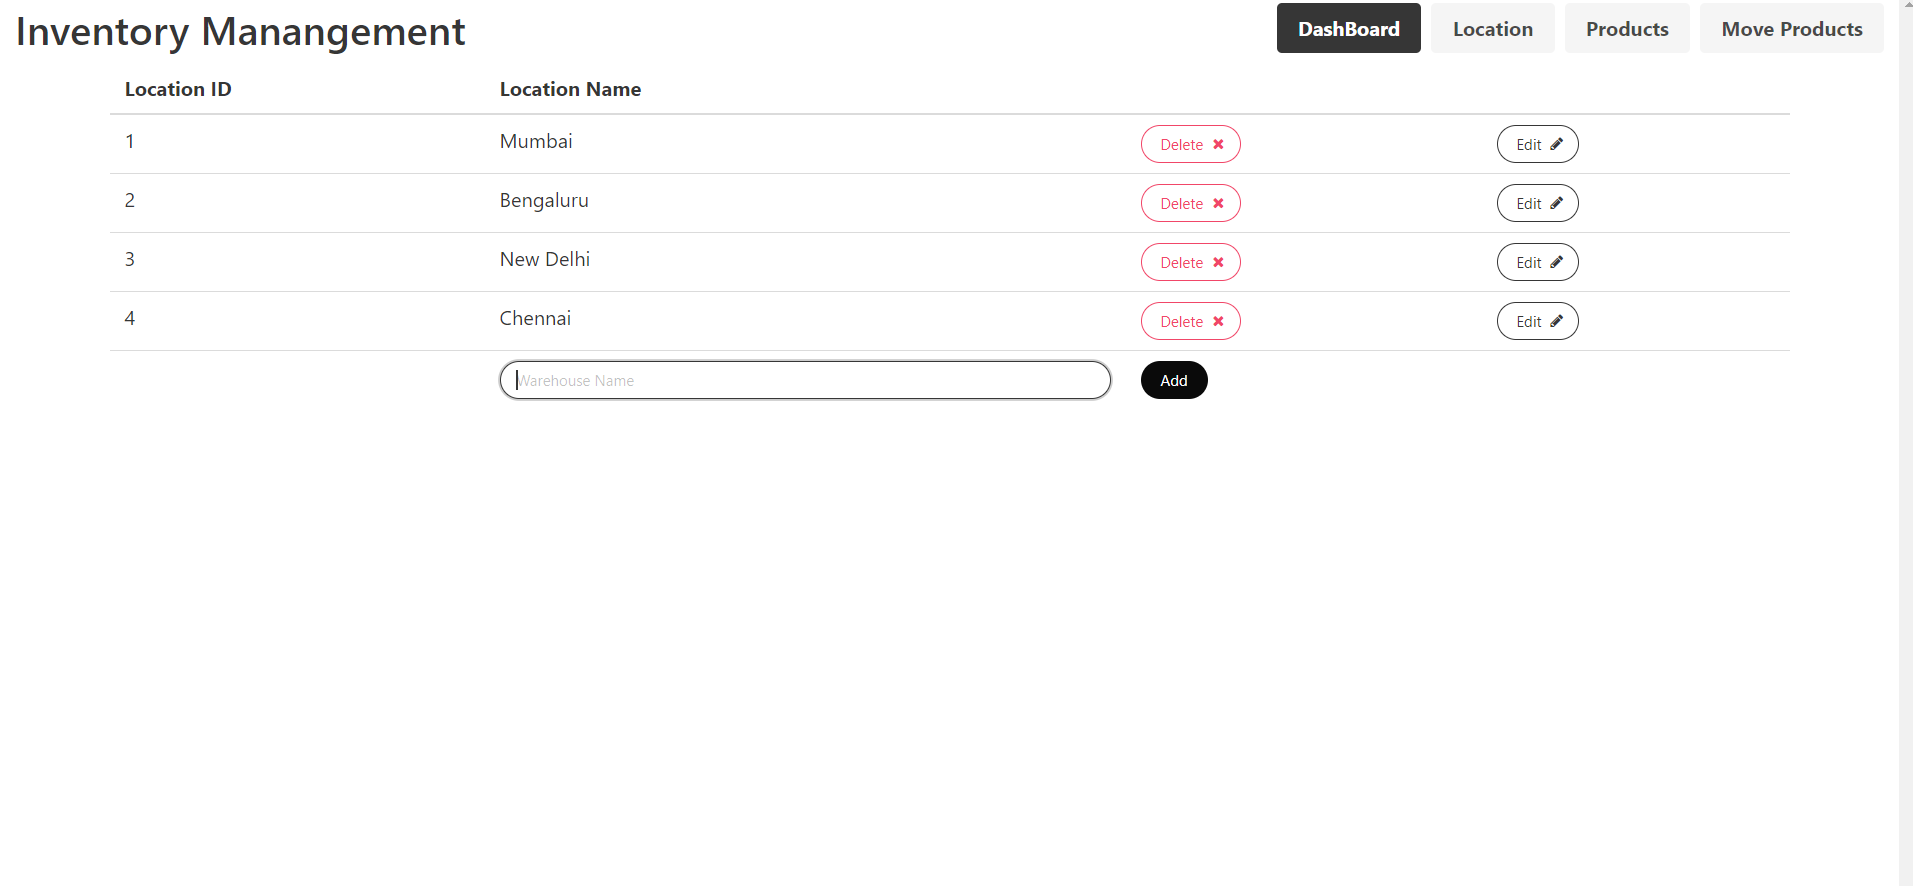 Inventory Manangement
DashBoard Location Products Move Products
Location ID Location Name
1 Mumbai Delete Edit
2 Bengaluru Delete Edit
3 New Delhi Delete Edit
4 Chennai Delete Edit
Warehouse Name Add